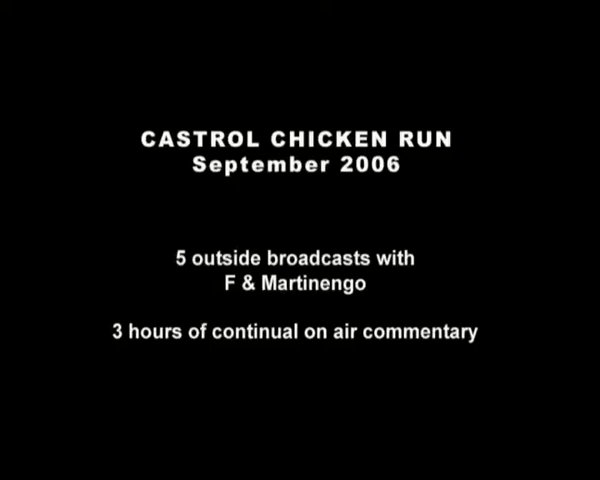 CASTROL CHICKEN RUN
September 2006
5 outside broadcasts with
F & Martinengo
3 hours of continual on air commentary